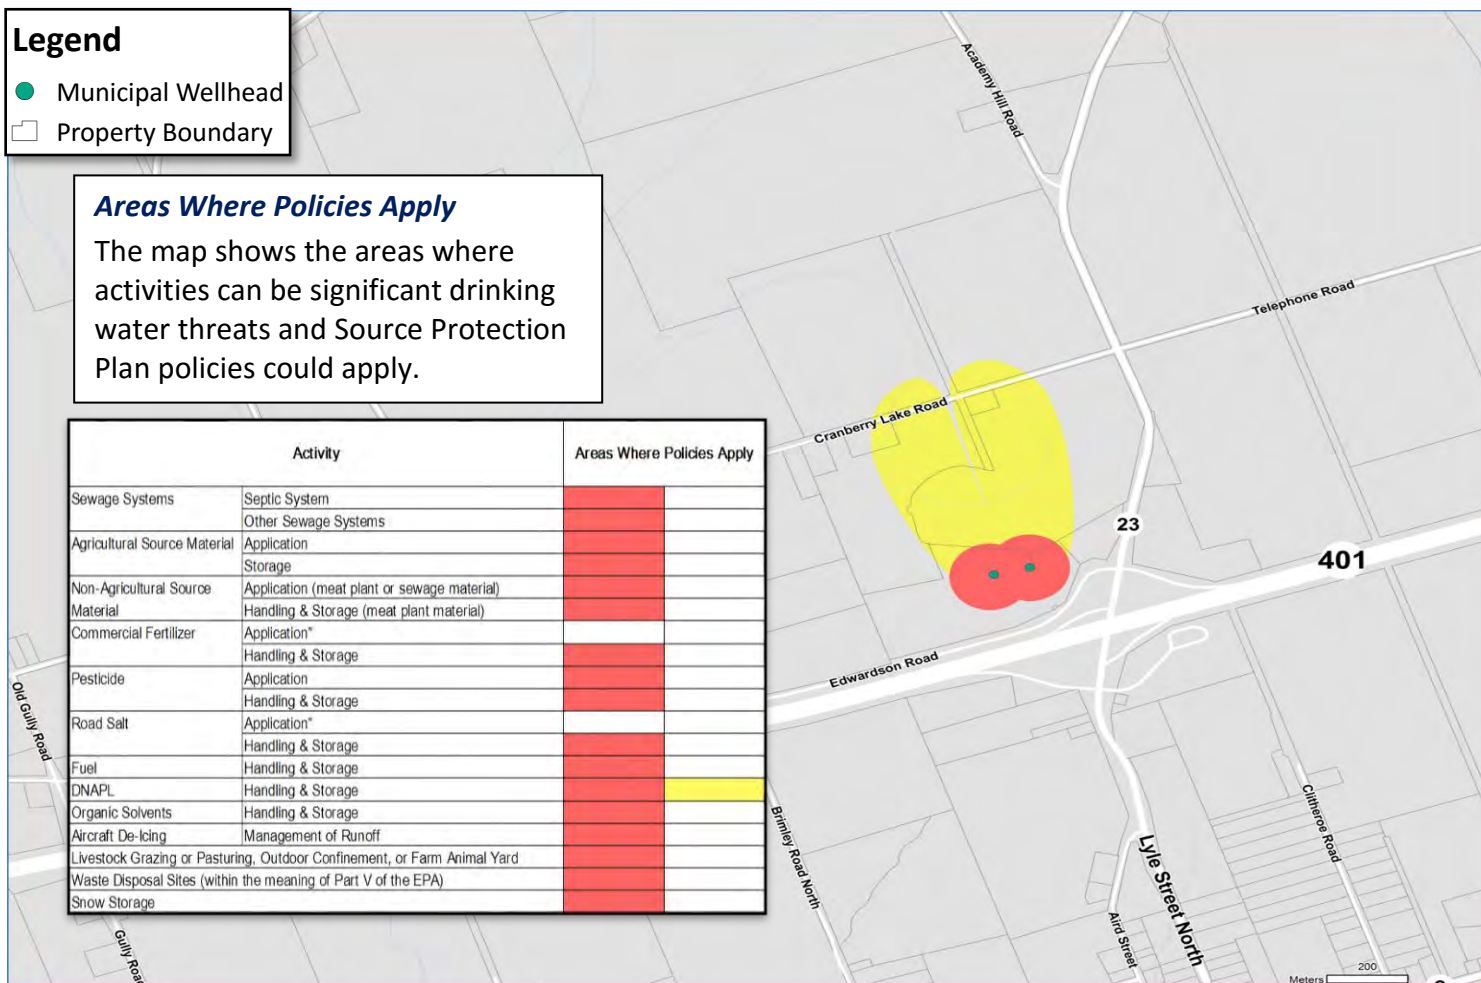 Legend
Municipal Wellhead
Property Boundary
Areas Where Policies Apply
The map shows the areas where
activities can be significant drinking
water threats and Source Protection
Plan policies could apply.
Activity Areas Where Policies Apply
Sewage Systems Septic System
Other Sewage Systems
Agricultural Source Material Application
Storage
Non-Agricultural Source Application (meat plant or sewage material)
Material Handling & Storage (meat plant material)
Commercial Fertilizer Application*
Handling & Storage
Pesticide Application
Handling & Storage
Road Salt Application*
Handling & Storage
Fuel Handling & Storage
DNAPL Handling & Storage
Organic Solvents Handling & Storage
Aircraft De-Icing Management of Runoff
Livestock Grazing or Pasturing, Outdoor Confinement, or Farm Animal Yard
Waste Disposal Sites (within the meaning of Part V of the EPA)
Snow Storage
Academy Hill Road
Telephone Road
Cranberry Lake Road
23
401
Edwardson Road
Old Gully Road
Brimley Road North
Clitheroe Road
Lyle Street North
Aird Street
200
Meters